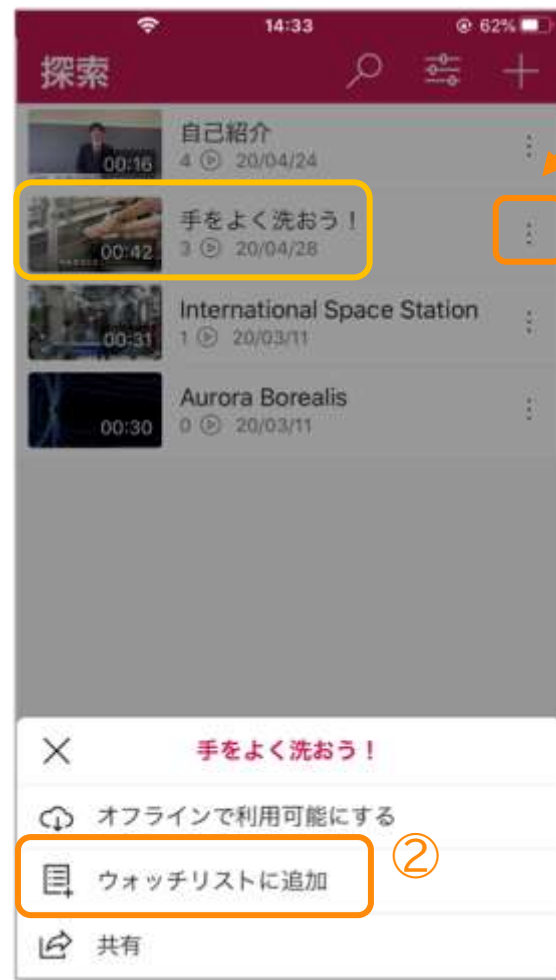 14:33
62%
探索
00:16
自己紹介
4 20/04/24
00:42
手をよく洗おう！
3 20/04/28
00:31
International Space Station
1 20/03/11
00:30
Aurora Borealis
0 20/03/11
手をよく洗おう！
オフラインで利用可能にする
ウォッチリストに追加
②
共有